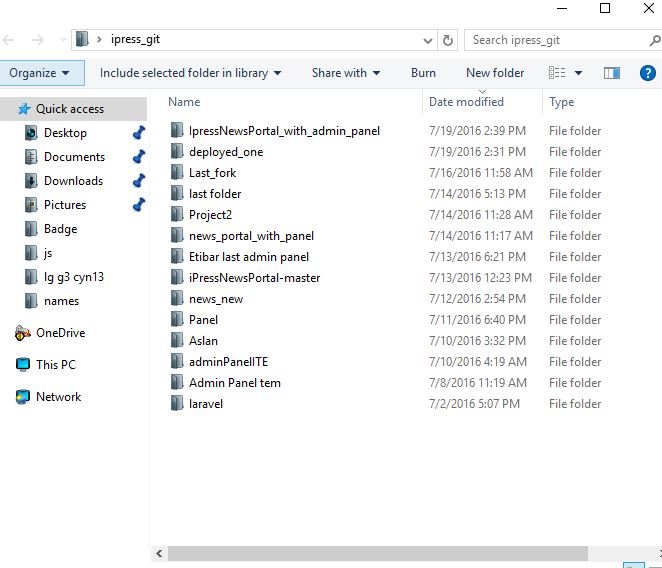 ipress_git
Search ipress_git
Organize Include selected folder in library Share with Burn New folder
Quick access
Desktop
Documents
Downloads
Pictures
Badge
js
lg g3 cyn13
names
OneDrive
This PC
Network
Name Date modified Type
IpressNewsPortal_with_admin_panel 7/19/2016 2:39 PM File folder
deployed_one 7/19/2016 2:31 PM File folder
Last_fork 7/16/2016 11:58 AM File folder
last folder 7/14/2016 5:13 PM File folder
Project2 7/14/2016 11:28 AM File folder
news_portal_with_panel 7/14/2016 11:17 AM File folder
Etibar last admin panel 7/13/2016 6:21 PM File folder
iPressNewsPortal-master 7/13/2016 12:23 PM File folder
news_new 7/12/2016 2:54 PM File folder
Panel 7/11/2016 6:40 PM File folder
Aslan 7/10/2016 3:32 PM File folder
adminPanelITE 7/10/2016 4:19 AM File folder
Admin Panel tem 7/8/2016 11:19 AM File folder
laravel 7/2/2016 5:07 PM File folder